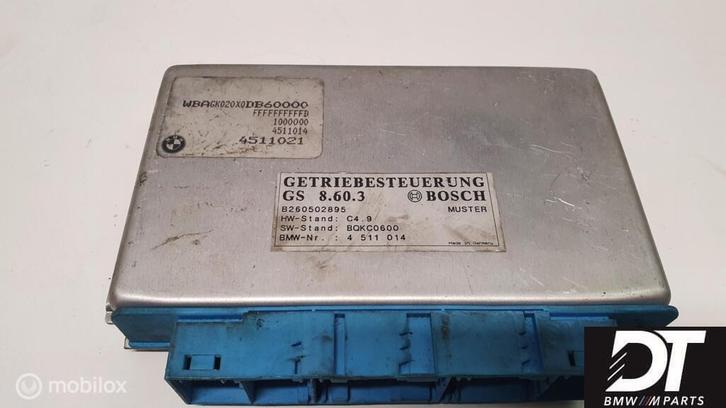 WBAGK020X0DB60000
FFFFFFFFFFD
1000000
4511014
4511021
GETRIEBESTEUERUNG
GS 8.60.3 BOSCH
B260502895 MUSTER
HW-Stand: C4.9
SW-Stand: BQKC0600
BMW-Nr.: 4 511 014
Made in Germany
mobilox
DT
BMW///M PARTS